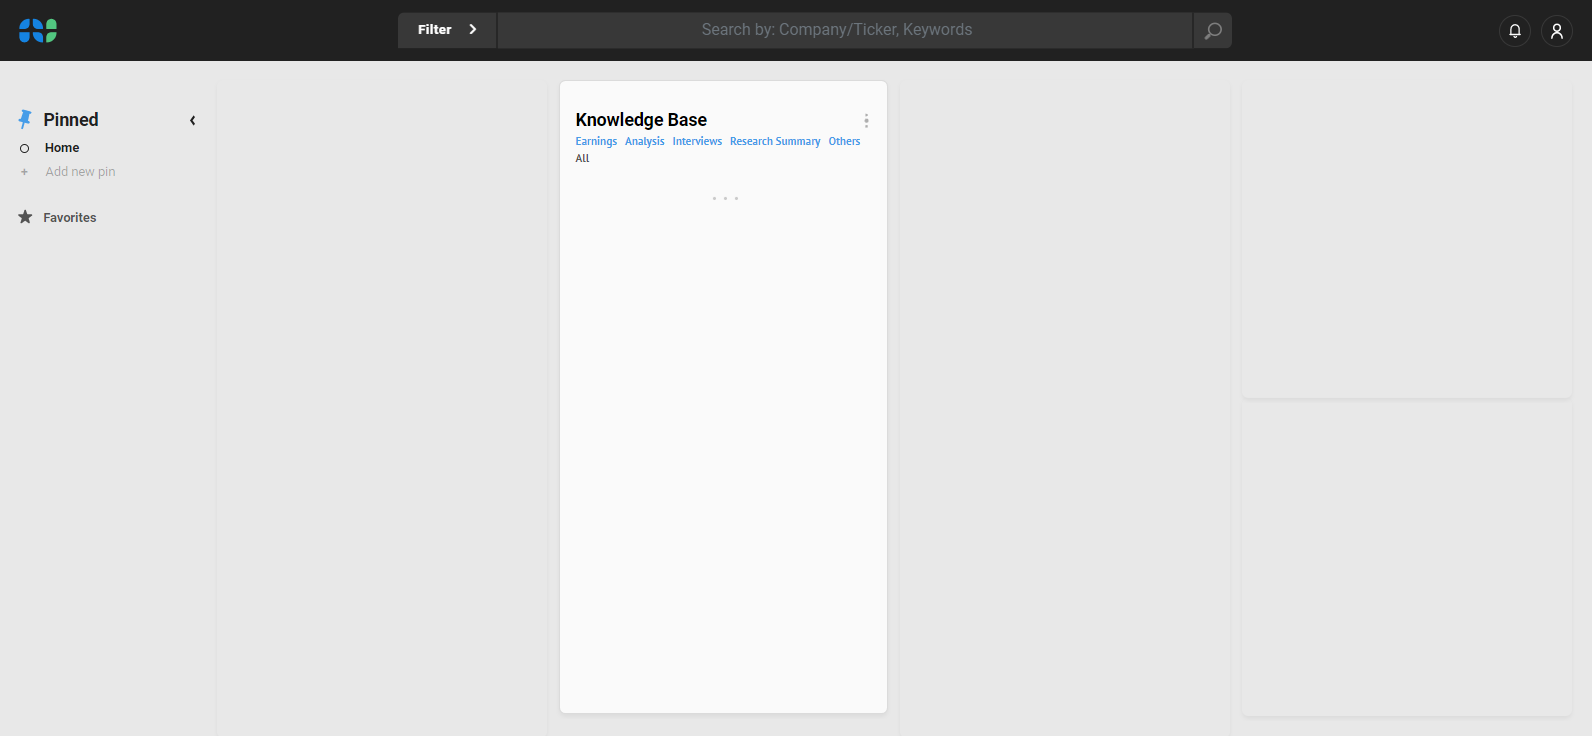 Filter
Search by: Company/Ticker, Keywords
Pinned
Home
+ Add new pin
Favorites
Knowledge Base
Earnings Analysis Interviews Research Summary Others
All